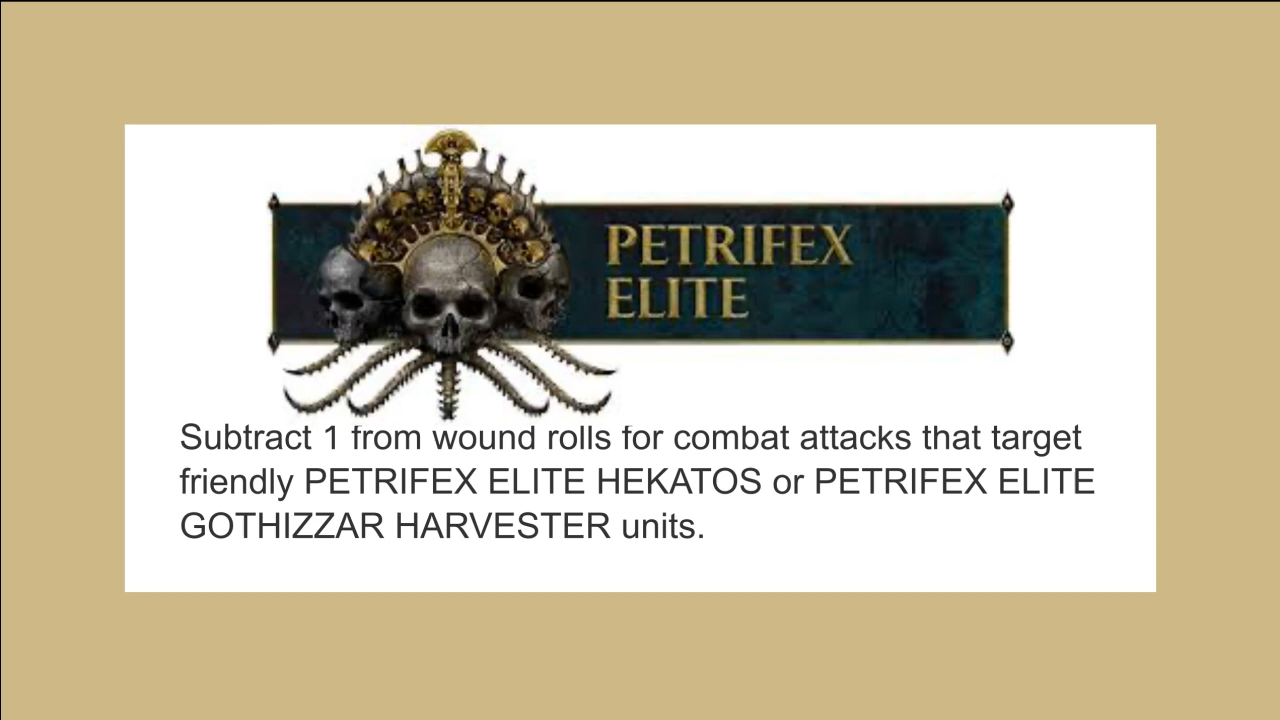 PETRIFEX
ELITE
Subtract 1 from wound rolls for combat attacks that target
friendly PETRIFEX ELITE HEKATOS or PETRIFEX ELITE
GOTHIZZAR HARVESTER units.